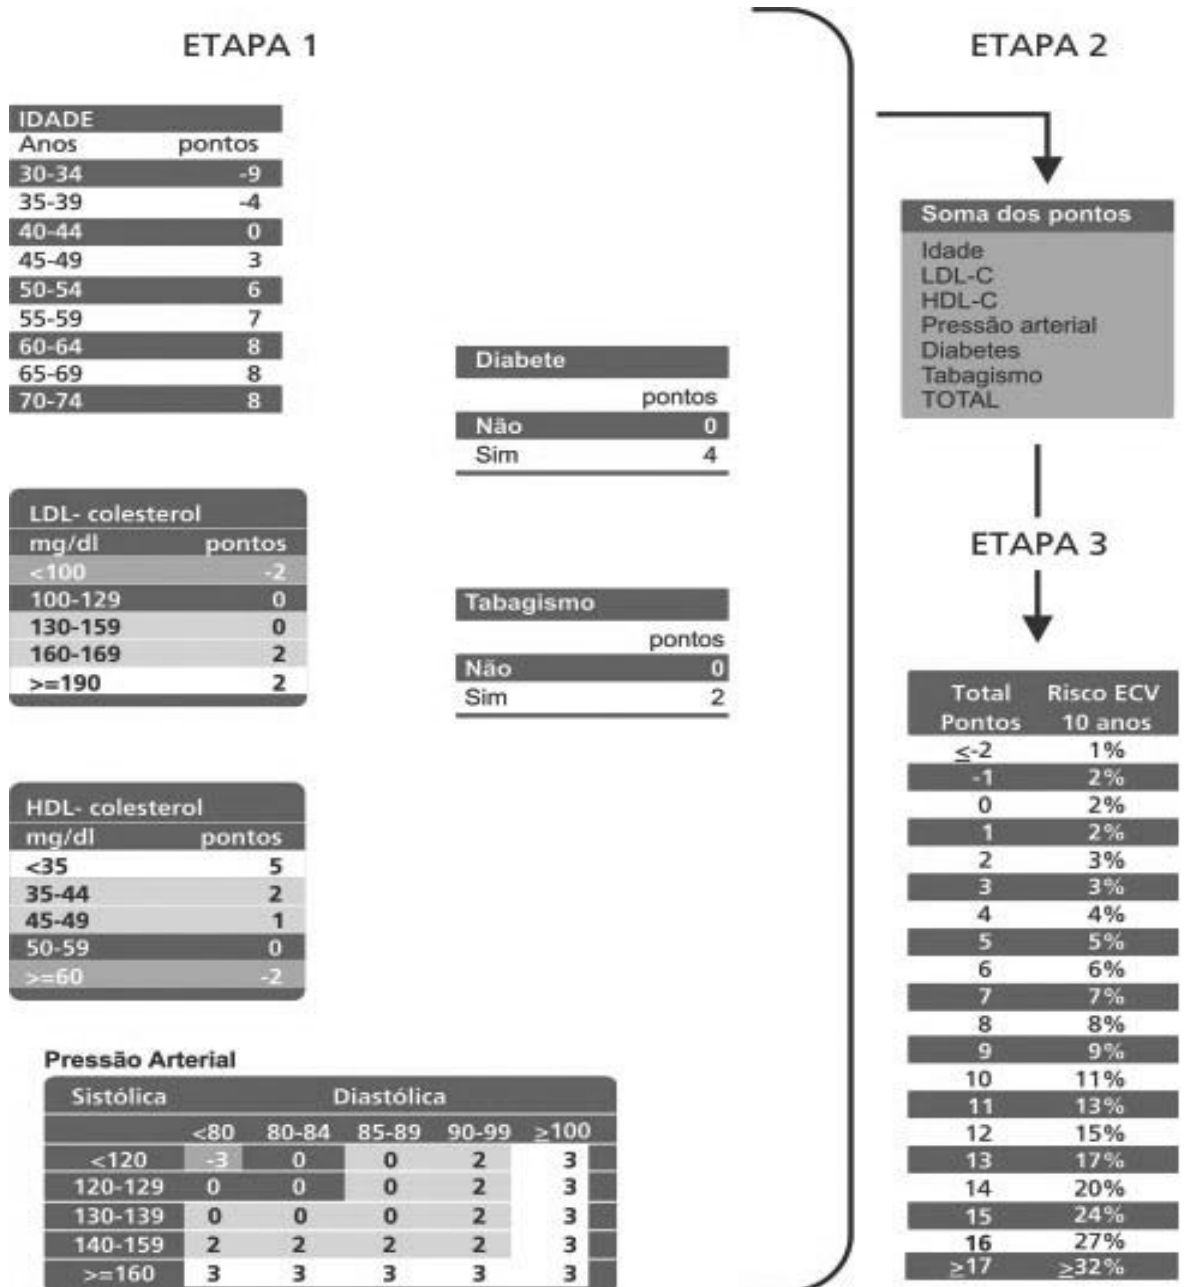 ETAPA 1
IDADE
Anos pontos
30-34 -9
35-39 -4
40-44 0
45-49 3
50-54 6
55-59 7
60-64 8
65-69 8
70-74 8
LDL- colesterol
mg/dl pontos
<100 -2
100-129 0
130-159 0
160-169 2
>=190 2
HDL- colesterol
mg/dl pontos
<35 5
35-44 2
45-49 1
50-59 0
>=60 -2
Diabete
pontos
Não 0
Sim 4
Tabagismo
pontos
Não 0
Sim 2
Pressão Arterial
Sistólica Diastólica
<80 80-84 85-89 90-99 ≥100
<120 -3 0 0 2 3
120-129 0 0 0 2 3
130-139 0 0 0 2 3
140-159 2 2 2 2 3
>=160 3 3 3 3 3
ETAPA 2
Soma dos pontos
Idade
LDL-C
HDL-C
Pressão arterial
Diabetes
Tabagismo
TOTAL
ETAPA 3
Total Risco ECV
Pontos 10 anos
≤-2 1%
-1 2%
0 2%
1 2%
2 3%
3 3%
4 4%
5 5%
6 6%
7 7%
8 8%
9 9%
10 11%
11 13%
12 15%
13 17%
14 20%
15 24%
16 27%
≥17 ≥32%